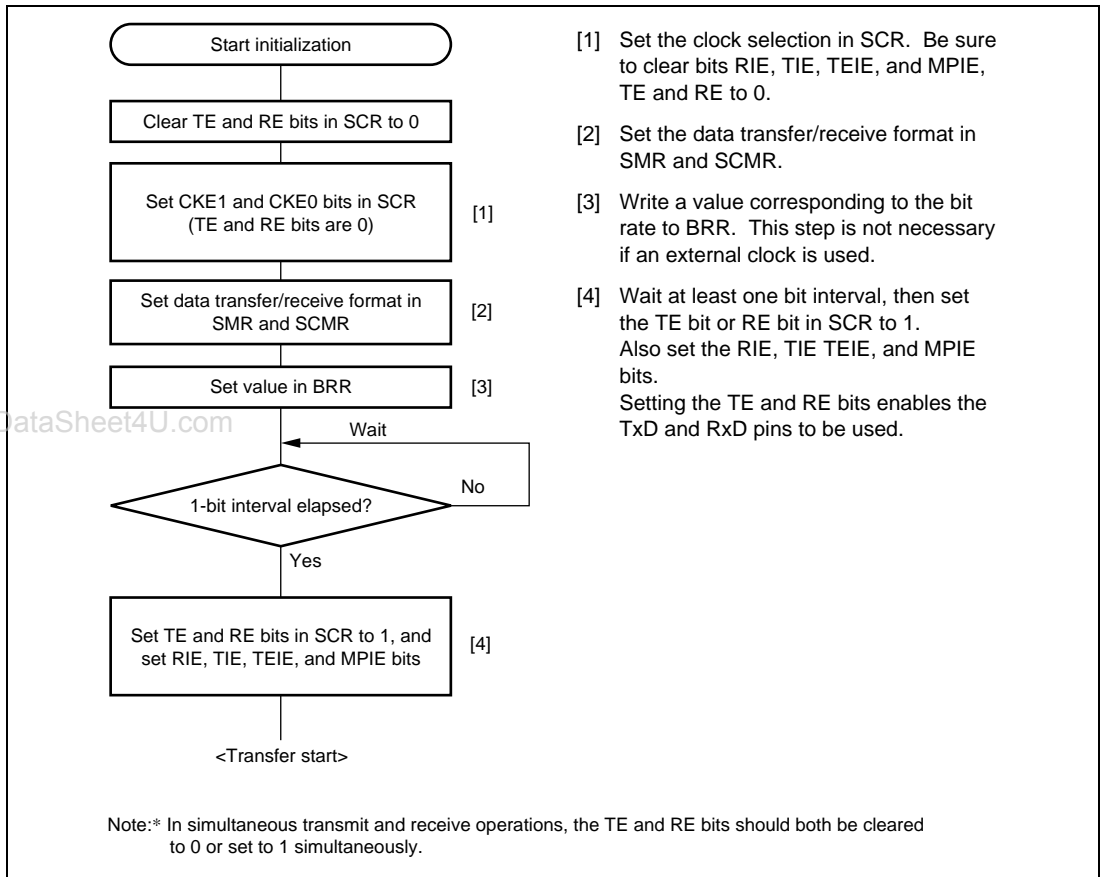 Start initialization
Clear TE and RE bits in SCR to 0
Set CKE1 and CKE0 bits in SCR
(TE and RE bits are 0)
[1]
Set data transfer/receive format in
SMR and SCMR
[2]
Set value in BRR
[3]
DataSheet4U.com
Wait
1-bit interval elapsed?
No
Yes
Set TE and RE bits in SCR to 1, and
set RIE, TIE, TEIE, and MPIE bits
[4]
<Transfer start>
[1] Set the clock selection in SCR. Be sure
to clear bits RIE, TIE, TEIE, and MPIE,
TE and RE to 0.
[2] Set the data transfer/receive format in
SMR and SCMR.
[3] Write a value corresponding to the bit
rate to BRR. This step is not necessary
if an external clock is used.
[4] Wait at least one bit interval, then set
the TE bit or RE bit in SCR to 1.
Also set the RIE, TIE TEIE, and MPIE
bits.
Setting the TE and RE bits enables the
TxD and RxD pins to be used.
Note:* In simultaneous transmit and receive operations, the TE and RE bits should both be cleared
to 0 or set to 1 simultaneously.